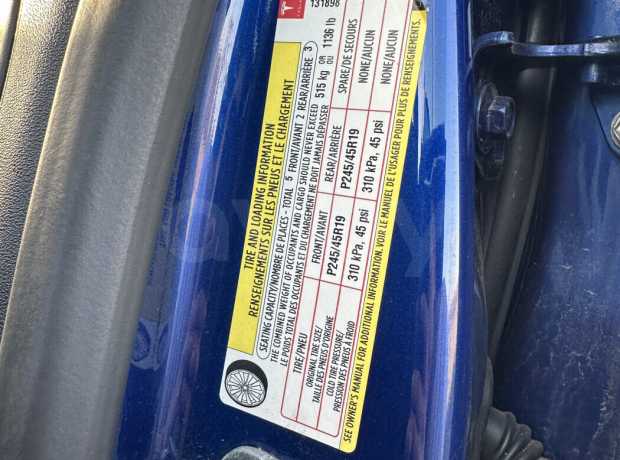 131898
TIRE AND LOADING INFORMATION
RENSEIGNEMENTS SUR LES PNEUS ET LE CHARGEMENT
SEATING CAPACITY/NOMBRE DE PLACES - TOTAL 5 FRONT/AVANT 2 REAR/ARRIÈRE 3
THE COMBINED WEIGHT OF OCCUPANTS AND CARGO SHOULD NEVER EXCEED 515 kg OR 1136 lb
LE POIDS TOTAL DES OCCUPANTS ET DU CHARGEMENT NE DOIT JAMAIS DÉPASSER OU
TIRE/PNEU FRONT/AVANT REAR/ARRIÈRE SPARE/DE SECOURS
ORIGINAL TIRE SIZE/ P245/45R19 P245/45R19 NONE/AUCUN
TAILLE DES PNEUS D'ORIGINE
COLD TIRE PRESSURE/ 310 kPa, 45 psi 310 kPa, 45 psi NONE/AUCUN
PRESSION DES PNEUS À FROID
SEE OWNER'S MANUAL FOR ADDITIONAL INFORMATION. VOIR LE MANUEL DE L'USAGER POUR PLUS DE RENSEIGNEMENTS.